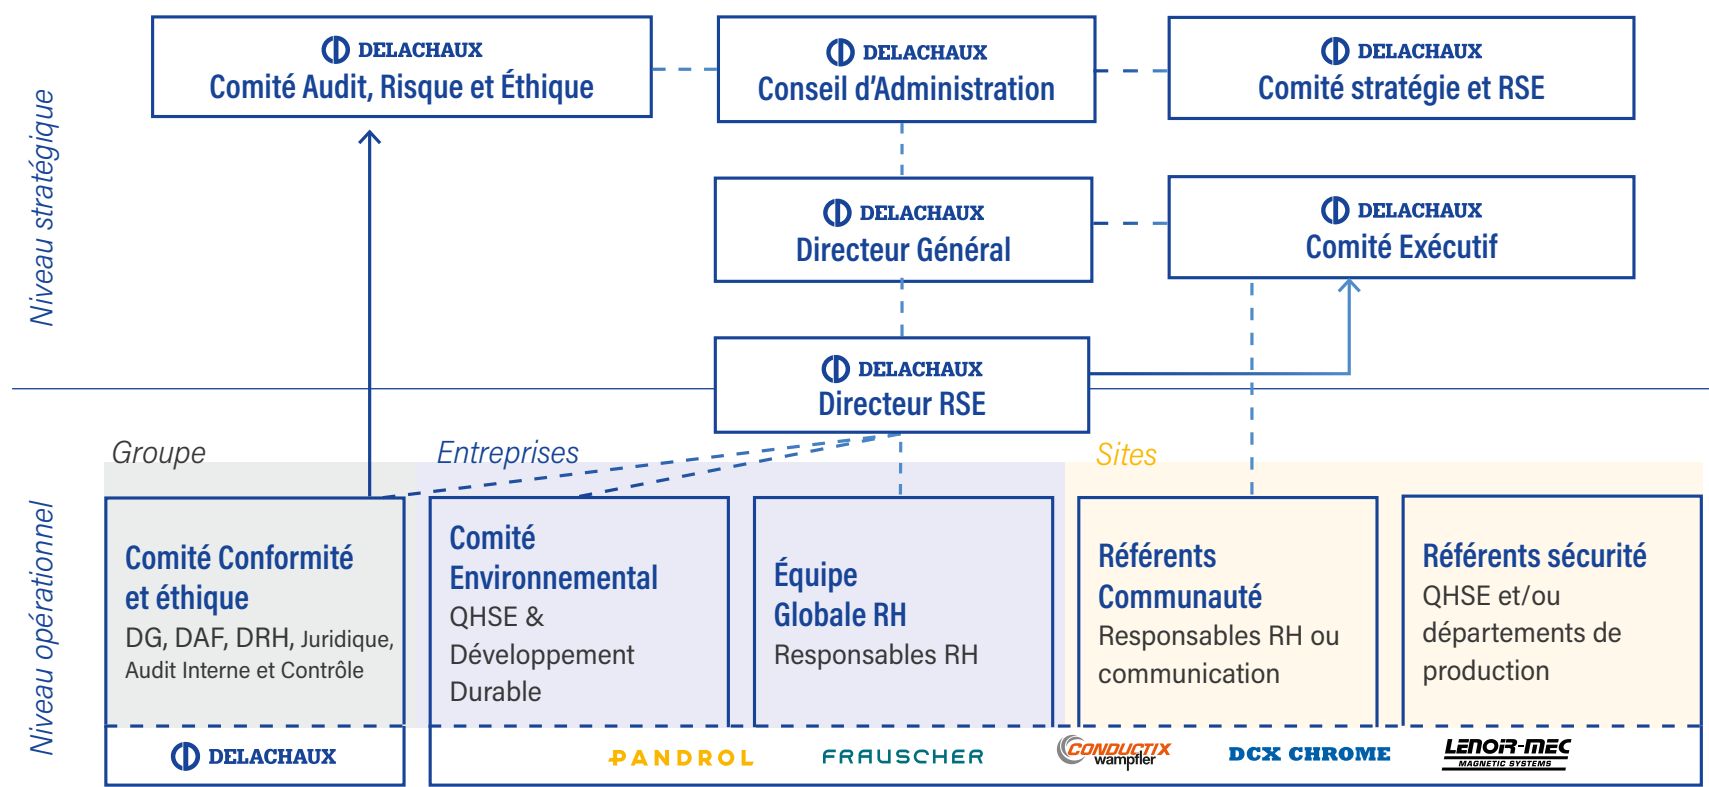 Niveau stratégique
DELACHAUX
Comité Audit, Risque et Éthique
DELACHAUX
Conseil d'Administration
DELACHAUX
Comité stratégie et RSE
DELACHAUX
Directeur Général
DELACHAUX
Comité Exécutif
DELACHAUX
Directeur RSE
Niveau opérationnel
Groupe
Entreprises
Sites
Comité Conformité
et éthique
DG, DAF, DRH, Juridique,
Audit Interne et Contrôle
Comité
Environnemental
QHSE &
Développement
Durable
Équipe
Globale RH
Responsables RH
Référents
Communauté
Responsables RH ou
communication
Référents sécurité
QHSE et/ou
départements de
production
DELACHAUX
PANDROL
FRAUSCHER
CONDUCTIX
wampfler
DCX CHROME
LENOIR-MEC
MAGNETIC SYSTEMS